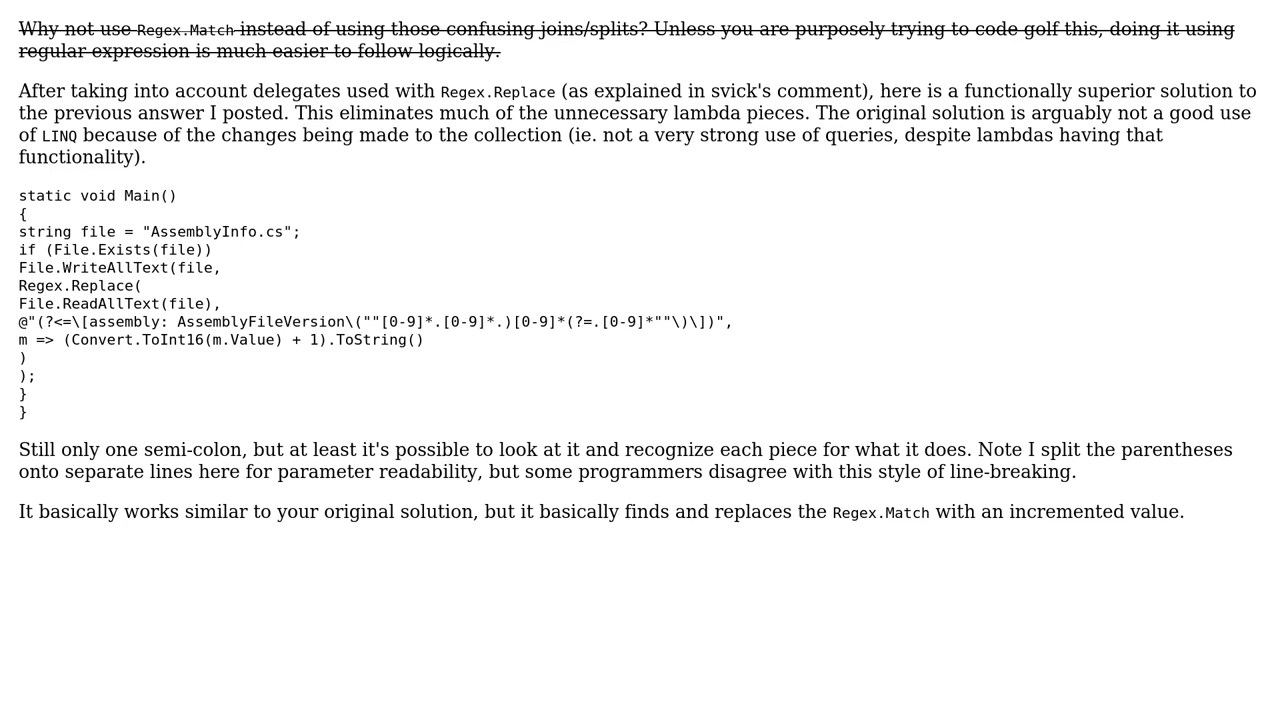 Why not use Regex.Match instead of using those confusing joins/splits? Unless you are purposely trying to code golf this, doing it using
regular expression is much easier to follow logically.
After taking into account delegates used with Regex.Replace (as explained in svick's comment), here is a functionally superior solution to
the previous answer I posted. This eliminates much of the unnecessary lambda pieces. The original solution is arguably not a good use
of LINQ because of the changes being made to the collection (ie. not a very strong use of queries, despite lambdas having that
functionality).
static void Main()
{
string file = "AssemblyInfo.cs";
if (File.Exists(file))
File.WriteAllText(file,
Regex.Replace(
File.ReadAllText(file),
@"(?<=\[assembly: AssemblyFileVersion\(""[0-9]*.[0-9]*.)[0-9]*(?=.[0-9]*""\)\])",
m => (Convert.ToInt16(m.Value) + 1).ToString()
)
);
}
}
Still only one semi-colon, but at least it's possible to look at it and recognize each piece for what it does. Note I split the parentheses
onto separate lines here for parameter readability, but some programmers disagree with this style of line-breaking.
It basically works similar to your original solution, but it basically finds and replaces the Regex.Match with an incremented value.